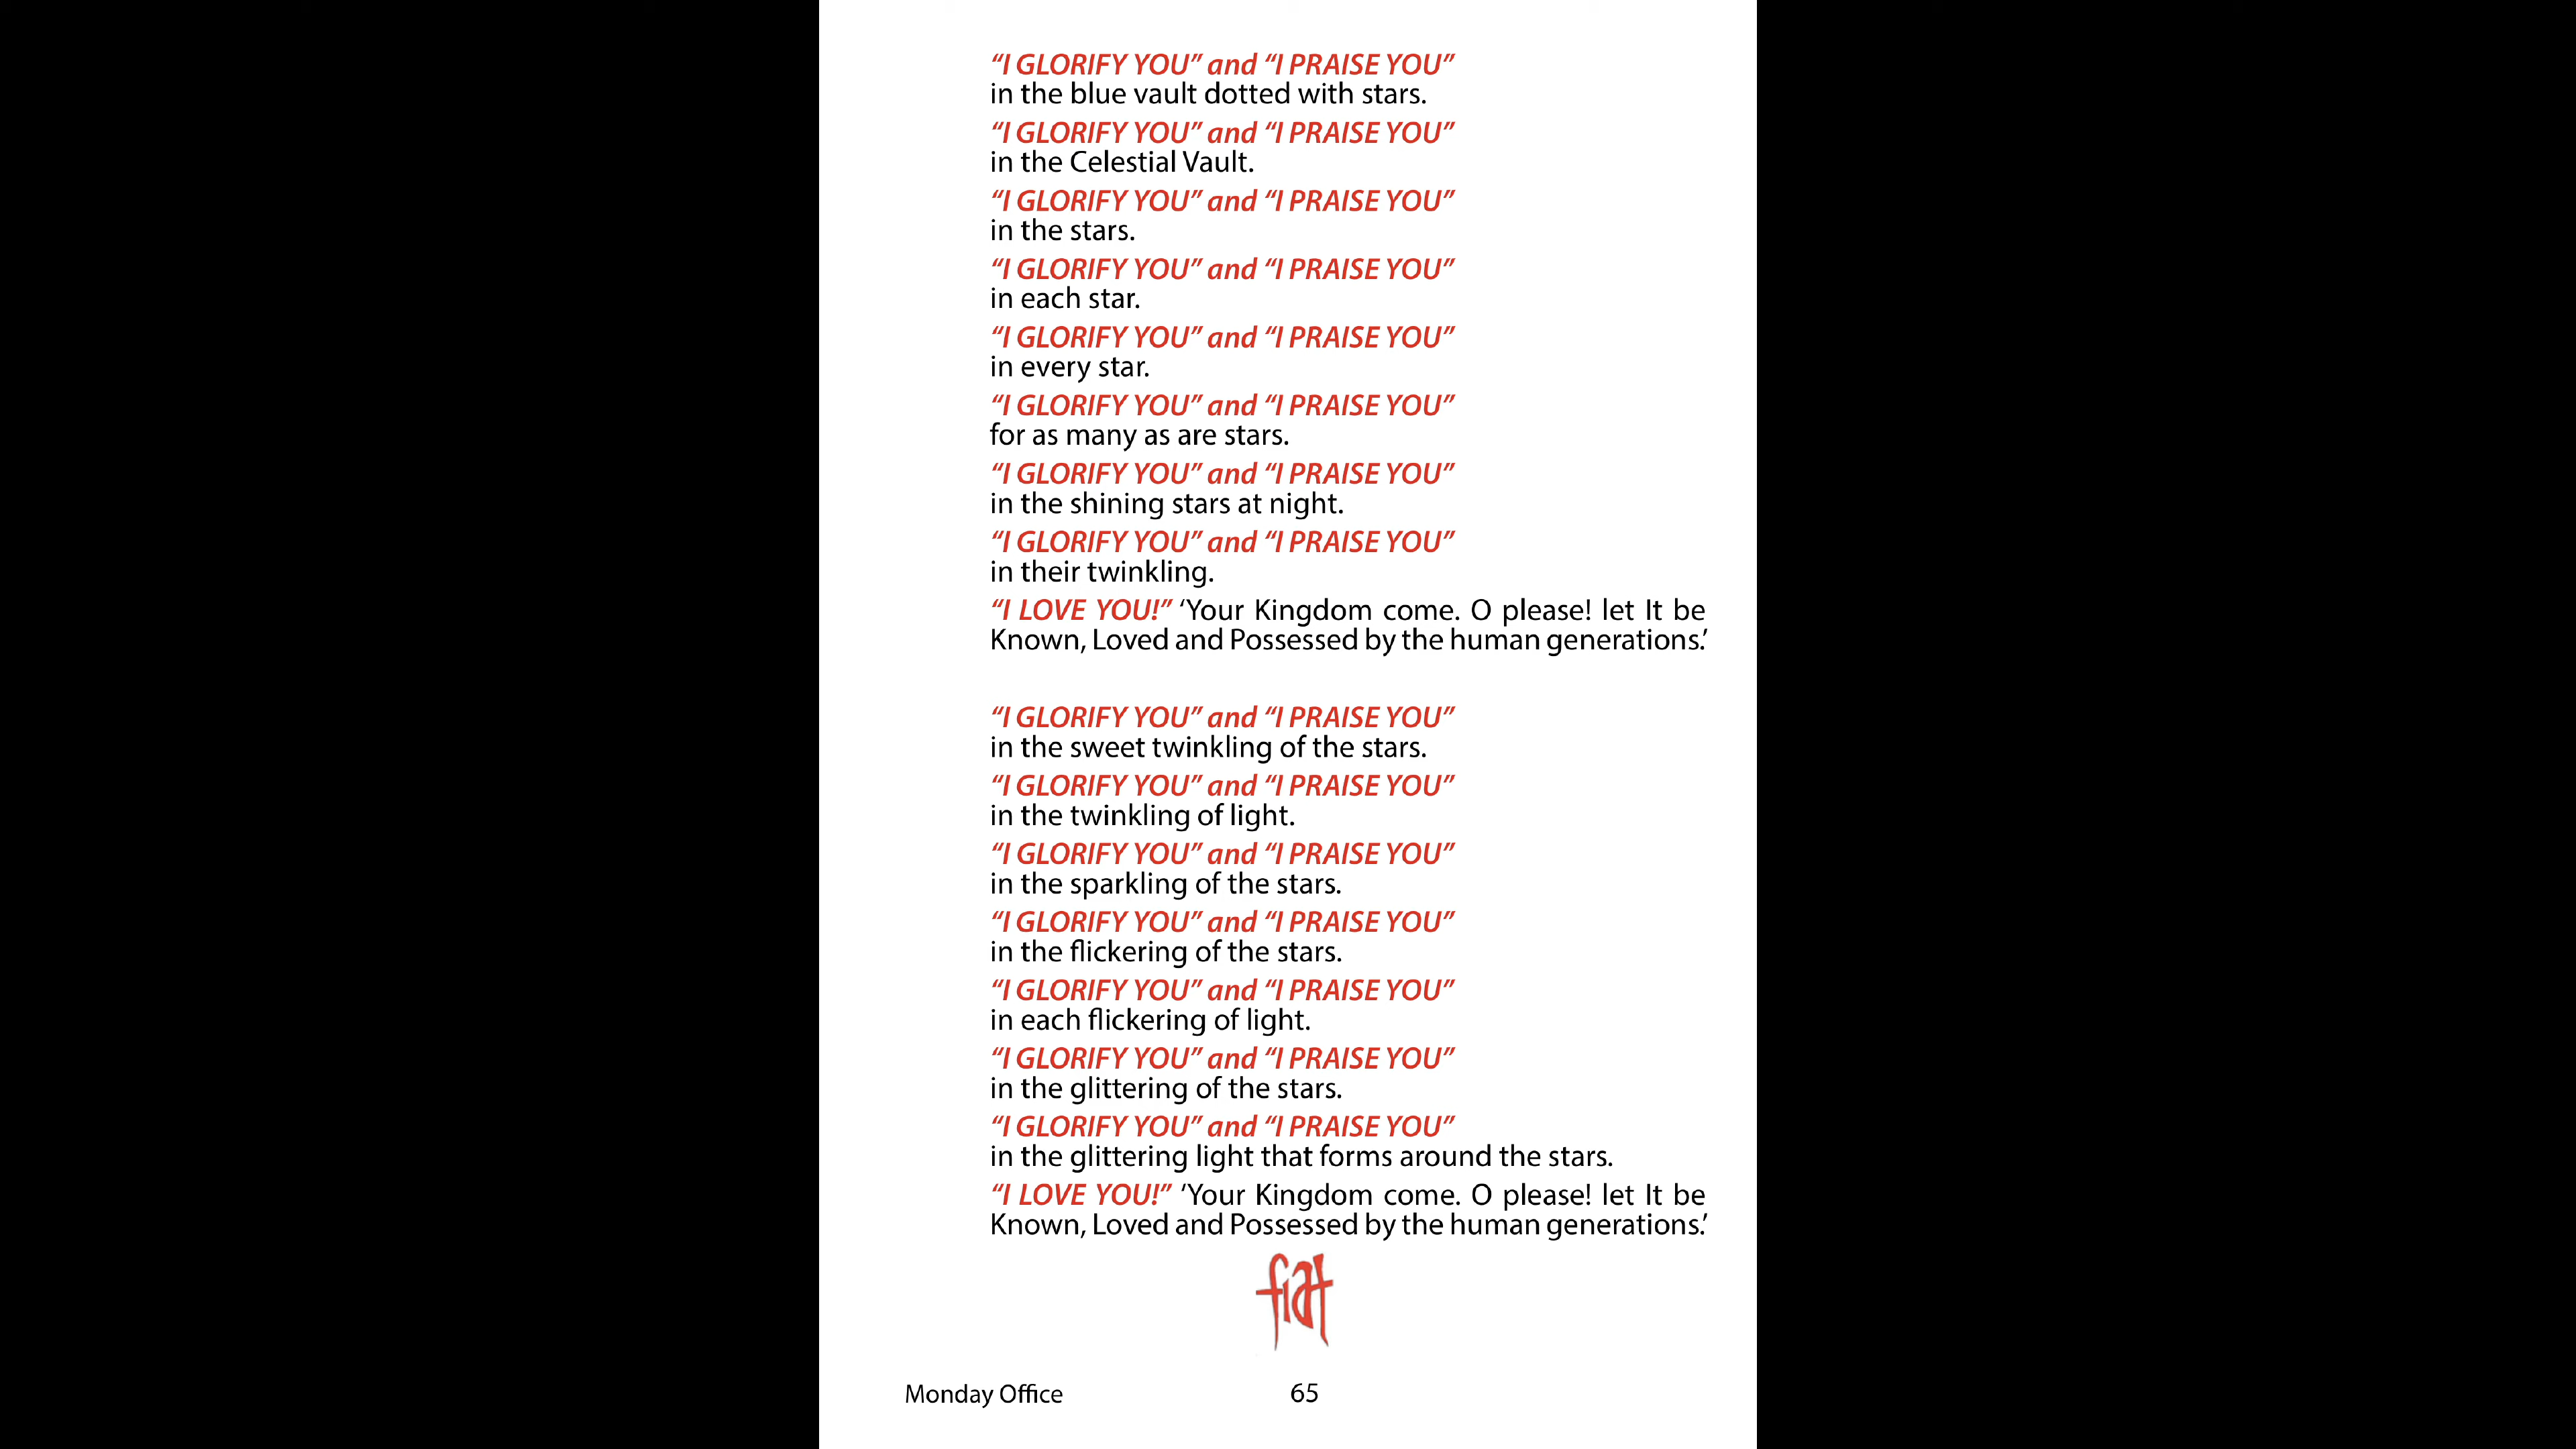 “I GLORIFY YOU” and “I PRAISE YOU”
in the blue vault dotted with stars.
“I GLORIFY YOU” and “I PRAISE YOU”
in the Celestial Vault.
“I GLORIFY YOU” and “I PRAISE YOU”
in the stars.
“I GLORIFY YOU” and “I PRAISE YOU”
in each star.
“I GLORIFY YOU” and “I PRAISE YOU”
in every star.
“I GLORIFY YOU” and “I PRAISE YOU”
for as many as are stars.
“I GLORIFY YOU” and “I PRAISE YOU”
in the shining stars at night.
“I GLORIFY YOU” and “I PRAISE YOU”
in their twinkling.
“I LOVE YOU!” ‘Your Kingdom come. O please! let It be
Known, Loved and Possessed by the human generations.’
“I GLORIFY YOU” and “I PRAISE YOU”
in the sweet twinkling of the stars.
“I GLORIFY YOU” and “I PRAISE YOU”
in the twinkling of light.
“I GLORIFY YOU” and “I PRAISE YOU”
in the sparkling of the stars.
“I GLORIFY YOU” and “I PRAISE YOU”
in the flickering of the stars.
“I GLORIFY YOU” and “I PRAISE YOU”
in each flickering of light.
“I GLORIFY YOU” and “I PRAISE YOU”
in the glittering of the stars.
“I GLORIFY YOU” and “I PRAISE YOU”
in the glittering light that forms around the stars.
“I LOVE YOU!” ‘Your Kingdom come. O please! let It be
Known, Loved and Possessed by the human generations.’
fiat
Monday Office 65